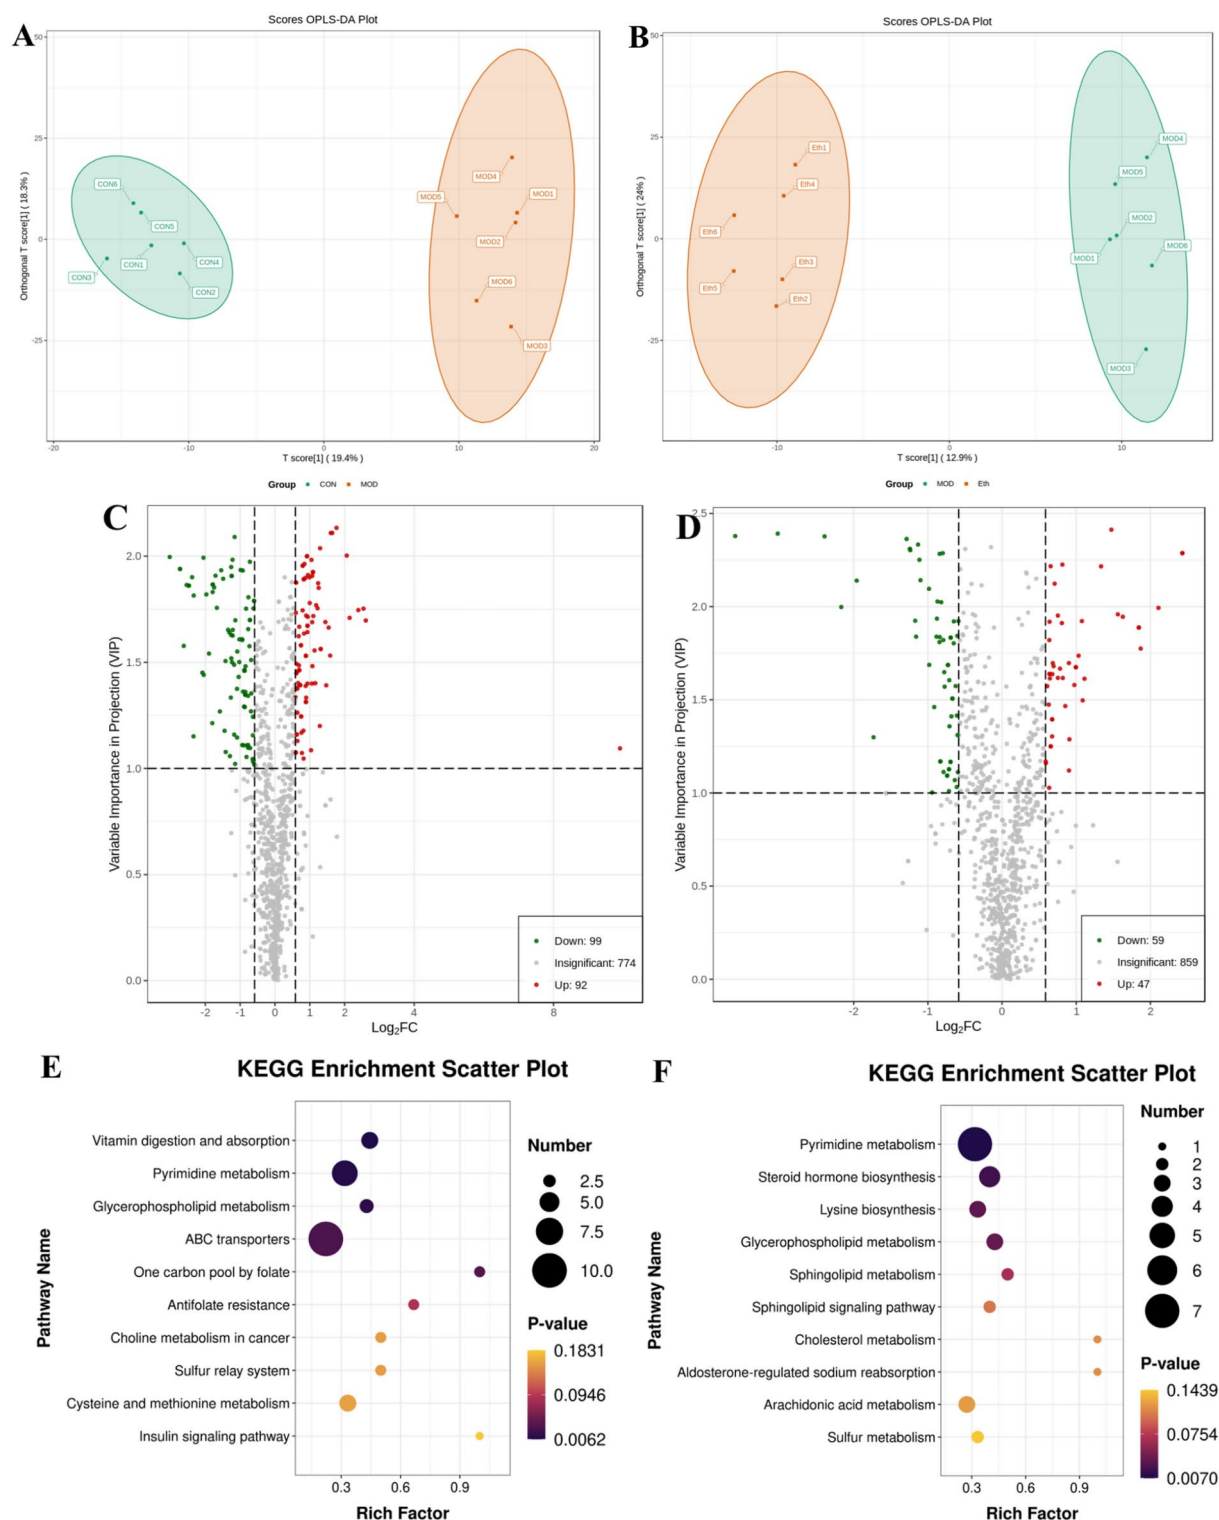 A
Scores OPLS-DA Plot
50
25
0
-25
-20
-10
0
10
20
Orthogonal T score[1] ( 18.3% )
T score[1] ( 19.4% )
CON6
CON5
CON1
CON4
CON3
CON2
MOD4
MOD5
MOD1
MOD2
MOD6
MOD3
Group CON MOD
B
Scores OPLS-DA Plot
50
25
0
-25
-10
0
10
Orthogonal T score[1] ( 24% )
T score[1] ( 12.9% )
Eth1
Eth4
Eth6
Eth3
Eth5
Eth2
MOD4
MOD5
MOD2
MOD1
MOD6
MOD3
Group MOD Eth
C
Variable Importance in Projection (VIP)
2.0
1.5
1.0
0.5
0.0
-2
-1
0
1
2
4
8
Log₂FC
Down: 99
Insignificant: 774
Up: 92
D
Variable Importance in Projection (VIP)
2.5
2.0
1.5
1.0
0.5
0.0
-2
-1
0
1
2
Log₂FC
Down: 59
Insignificant: 859
Up: 47
E
KEGG Enrichment Scatter Plot
Pathway Name
Vitamin digestion and absorption
Pyrimidine metabolism
Glycerophospholipid metabolism
ABC transporters
One carbon pool by folate
Antifolate resistance
Choline metabolism in cancer
Sulfur relay system
Cysteine and methionine metabolism
Insulin signaling pathway
0.3
0.6
0.9
Rich Factor
Number
2.5
5.0
7.5
10.0
P-value
0.1831
0.0946
0.0062
F
KEGG Enrichment Scatter Plot
Pathway Name
Pyrimidine metabolism
Steroid hormone biosynthesis
Lysine biosynthesis
Glycerophospholipid metabolism
Sphingolipid metabolism
Sphingolipid signaling pathway
Cholesterol metabolism
Aldosterone-regulated sodium reabsorption
Arachidonic acid metabolism
Sulfur metabolism
0.3
0.6
0.9
Rich Factor
Number
1
2
3
4
5
6
7
P-value
0.1439
0.0754
0.0070